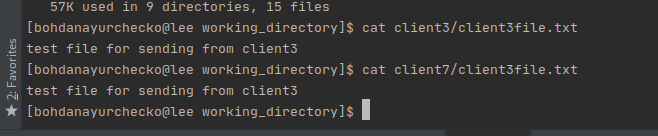 57K used in 9 directories, 15 files
[bohdanayurchecko@lee working_directory]$ cat client3/client3file.txt
test file for sending from client3
[bohdanayurchecko@lee working_directory]$ cat client7/client3file.txt
test file for sending from client3
[bohdanayurchecko@lee working_directory]$
2: Favorites